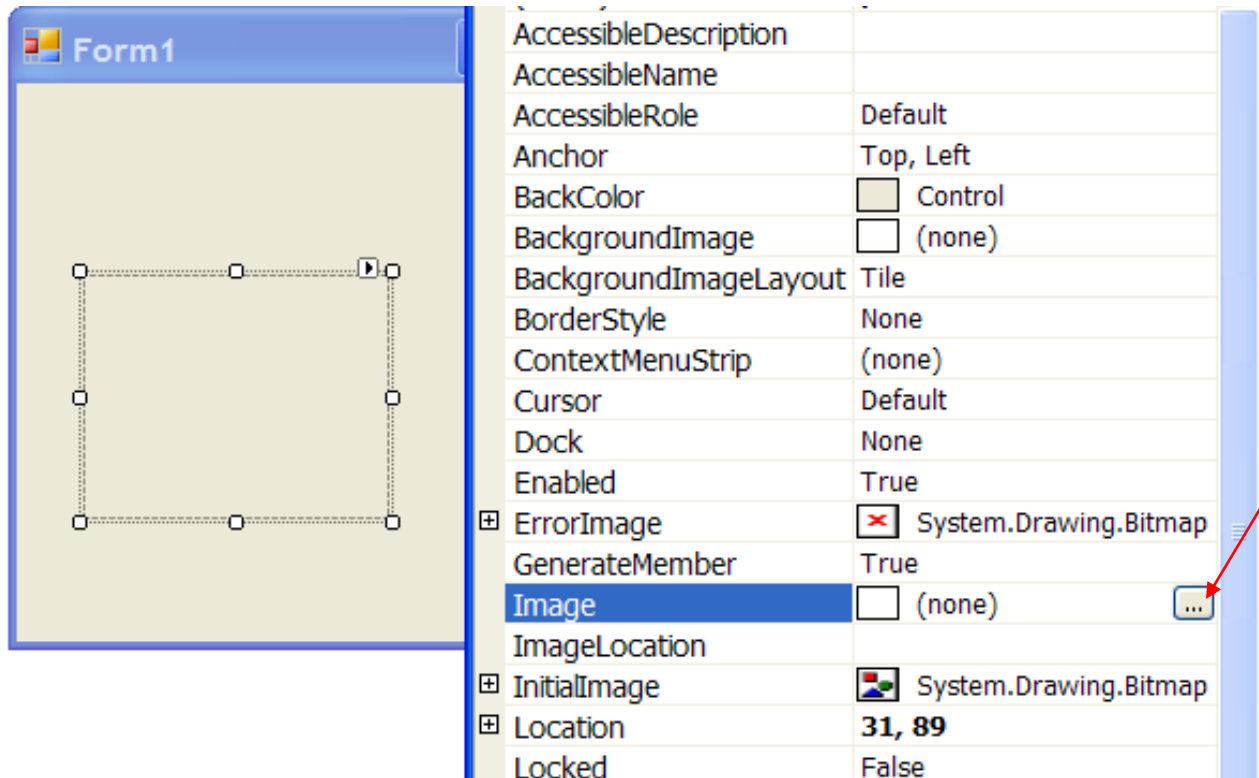 Form1
AccessibleDescription
AccessibleName
AccessibleRole Default
Anchor Top, Left
BackColor Control
BackgroundImage (none)
BackgroundImageLayout Tile
BorderStyle None
ContextMenuStrip (none)
Cursor Default
Dock None
Enabled True
ErrorImage System.Drawing.Bitmap
GenerateMember True
Image (none) ...
ImageLocation
InitialImage System.Drawing.Bitmap
Location 31, 89
Locked False